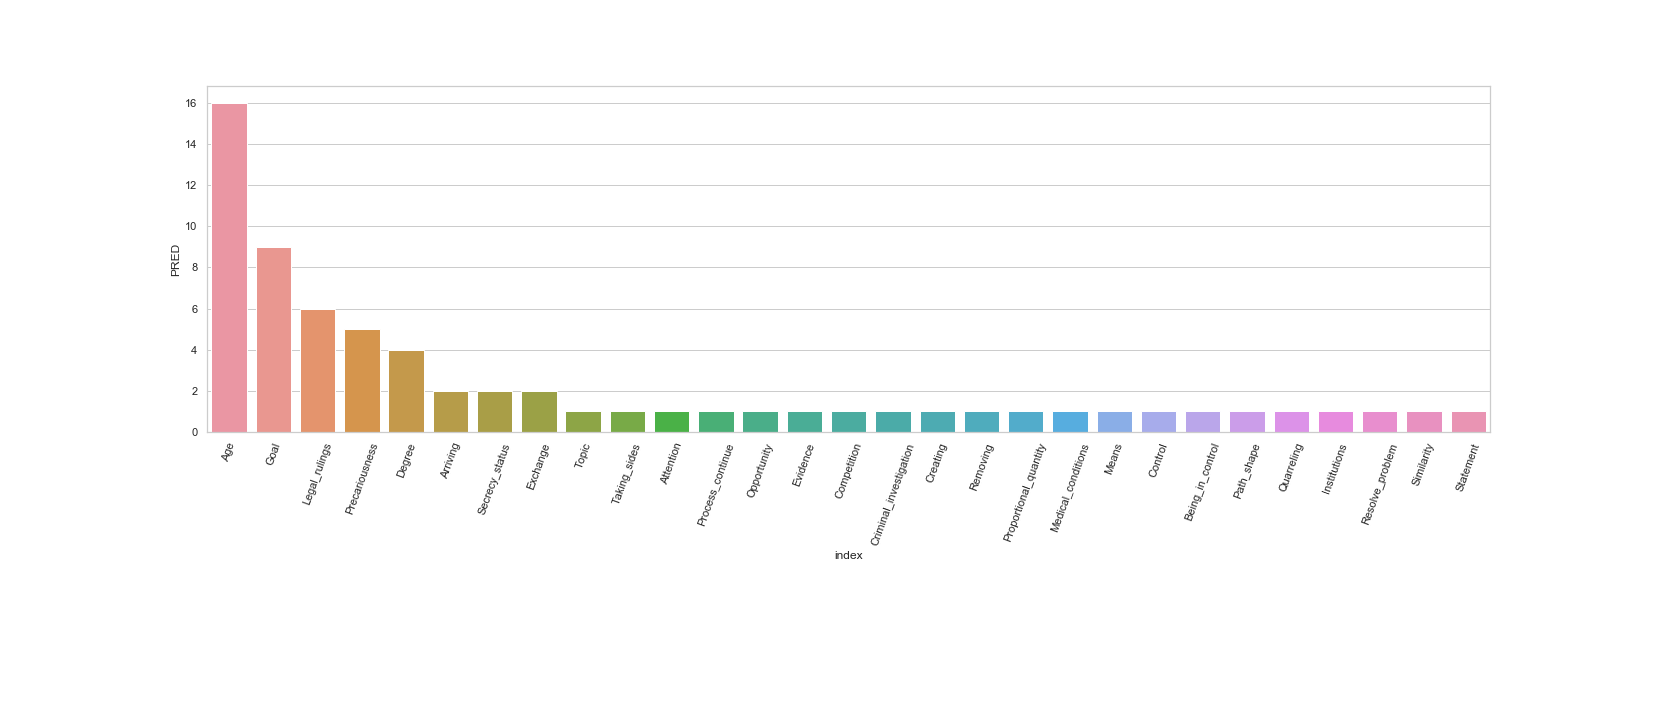 16
14
12
10
8
6
4
2
0
PRED
Age
Goal
Legal_rulings
Precariousness
Degree
Arriving
Secrecy_status
Exchange
Topic
Taking_sides
Attention
Process_continue
Opportunity
Evidence
Competition
Criminal_investigation
Creating
Removing
Proportional_quantity
Medical_conditions
Means
Control
Being_in_control
Path_shape
Quarreling
Institutions
Resolve_problem
Similarity
Statement
index